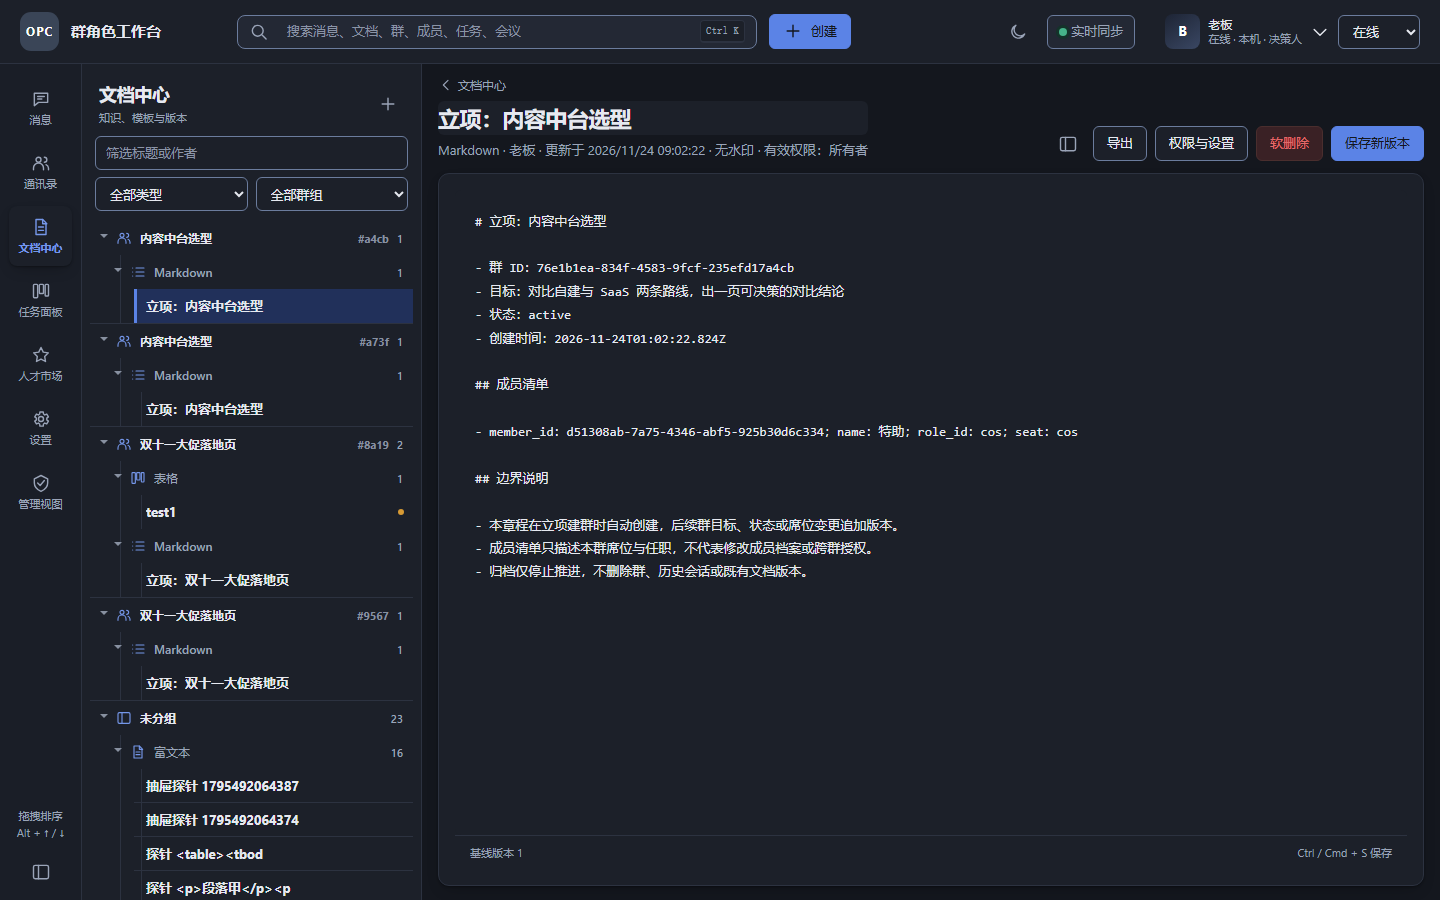 OPC
群角色工作台
搜索消息、文档、群、成员、任务、会议
Ctrl K
创建
实时同步
B
老板
在线 · 本机 · 决策人
在线
消息
通讯录
文档中心
任务面板
人才市场
设置
管理视图
拖拽排序
Alt + ↑ / ↓
文档中心
知识、模板与版本
筛选标题或作者
全部类型
全部群组
内容中台选型 #a4cb 1
Markdown 1
立项：内容中台选型
内容中台选型 #a73f 1
Markdown 1
立项：内容中台选型
双十一大促落地页 #8a19 2
表格 1
test1
Markdown 1
立项：双十一大促落地页
双十一大促落地页 #9567 1
Markdown 1
立项：双十一大促落地页
未分组 23
富文本 16
抽屉探针 1795492064387
抽屉探针 1795492064374
探针 <table><tbod
探针 <p>段落甲</p><p
文档中心
立项：内容中台选型
Markdown · 老板 · 更新于 2026/11/24 09:02:22 · 无水印 · 有效权限：所有者
导出
权限与设置
软删除
保存新版本
# 立项：内容中台选型
- 群 ID：76e1b1ea-834f-4583-9fcf-235efd17a4cb
- 目标：对比自建与 SaaS 两条路线，出一页可决策的对比结论
- 状态：active
- 创建时间：2026-11-24T01:02:22.824Z
## 成员清单
- member_id：d51308ab-7a75-4346-abf5-925b30d6c334；name：特助；role_id：cos；seat：cos
## 边界说明
- 本章程在立项建群时自动创建，后续群目标、状态或席位变更追加版本。
- 成员清单只描述本群席位与任职，不代表修改成员档案或跨群授权。
- 归档仅停止推进，不删除群、历史会话或既有文档版本。
基线版本 1
Ctrl / Cmd + S 保存